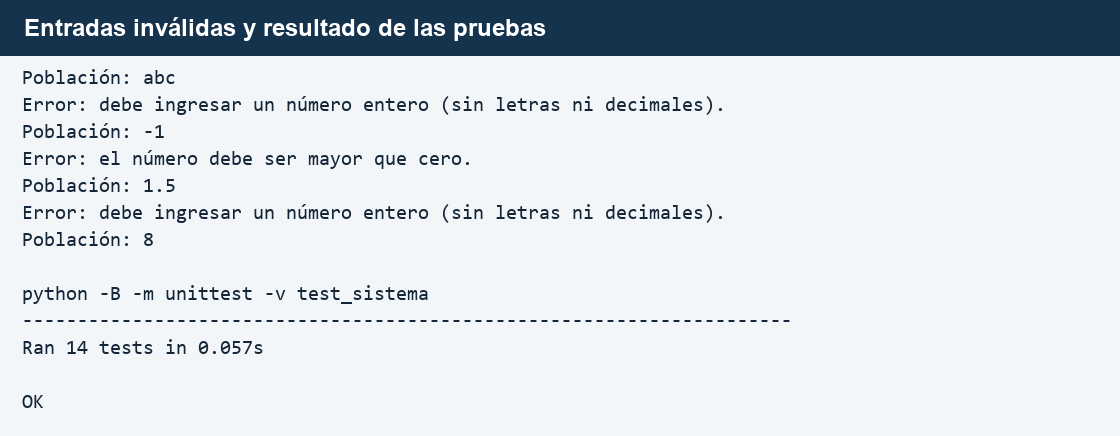 Entradas inválidas y resultado de las pruebas
Población: abc
Error: debe ingresar un número entero (sin letras ni decimales).
Población: -1
Error: el número debe ser mayor que cero.
Población: 1.5
Error: debe ingresar un número entero (sin letras ni decimales).
Población: 8
python -B -m unittest -v test_sistema
----------------------------------------------------------------------
Ran 14 tests in 0.057s
OK